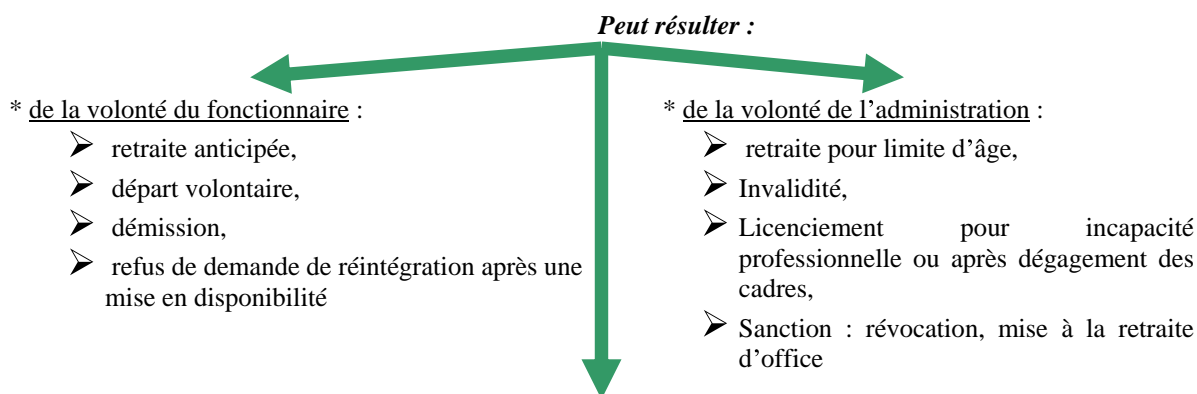 Peut résulter :
* de la volonté du fonctionnaire :
➢ retraite anticipée,
➢ départ volontaire,
➢ démission,
➢ refus de demande de réintégration après une
mise en disponibilité
* de la volonté de l’administration :
➢ retraite pour limite d’âge,
➢ Invalidité,
➢ Licenciement pour incapacité
professionnelle ou après dégagement des
cadres,
➢ Sanction : révocation, mise à la retraite
d’office